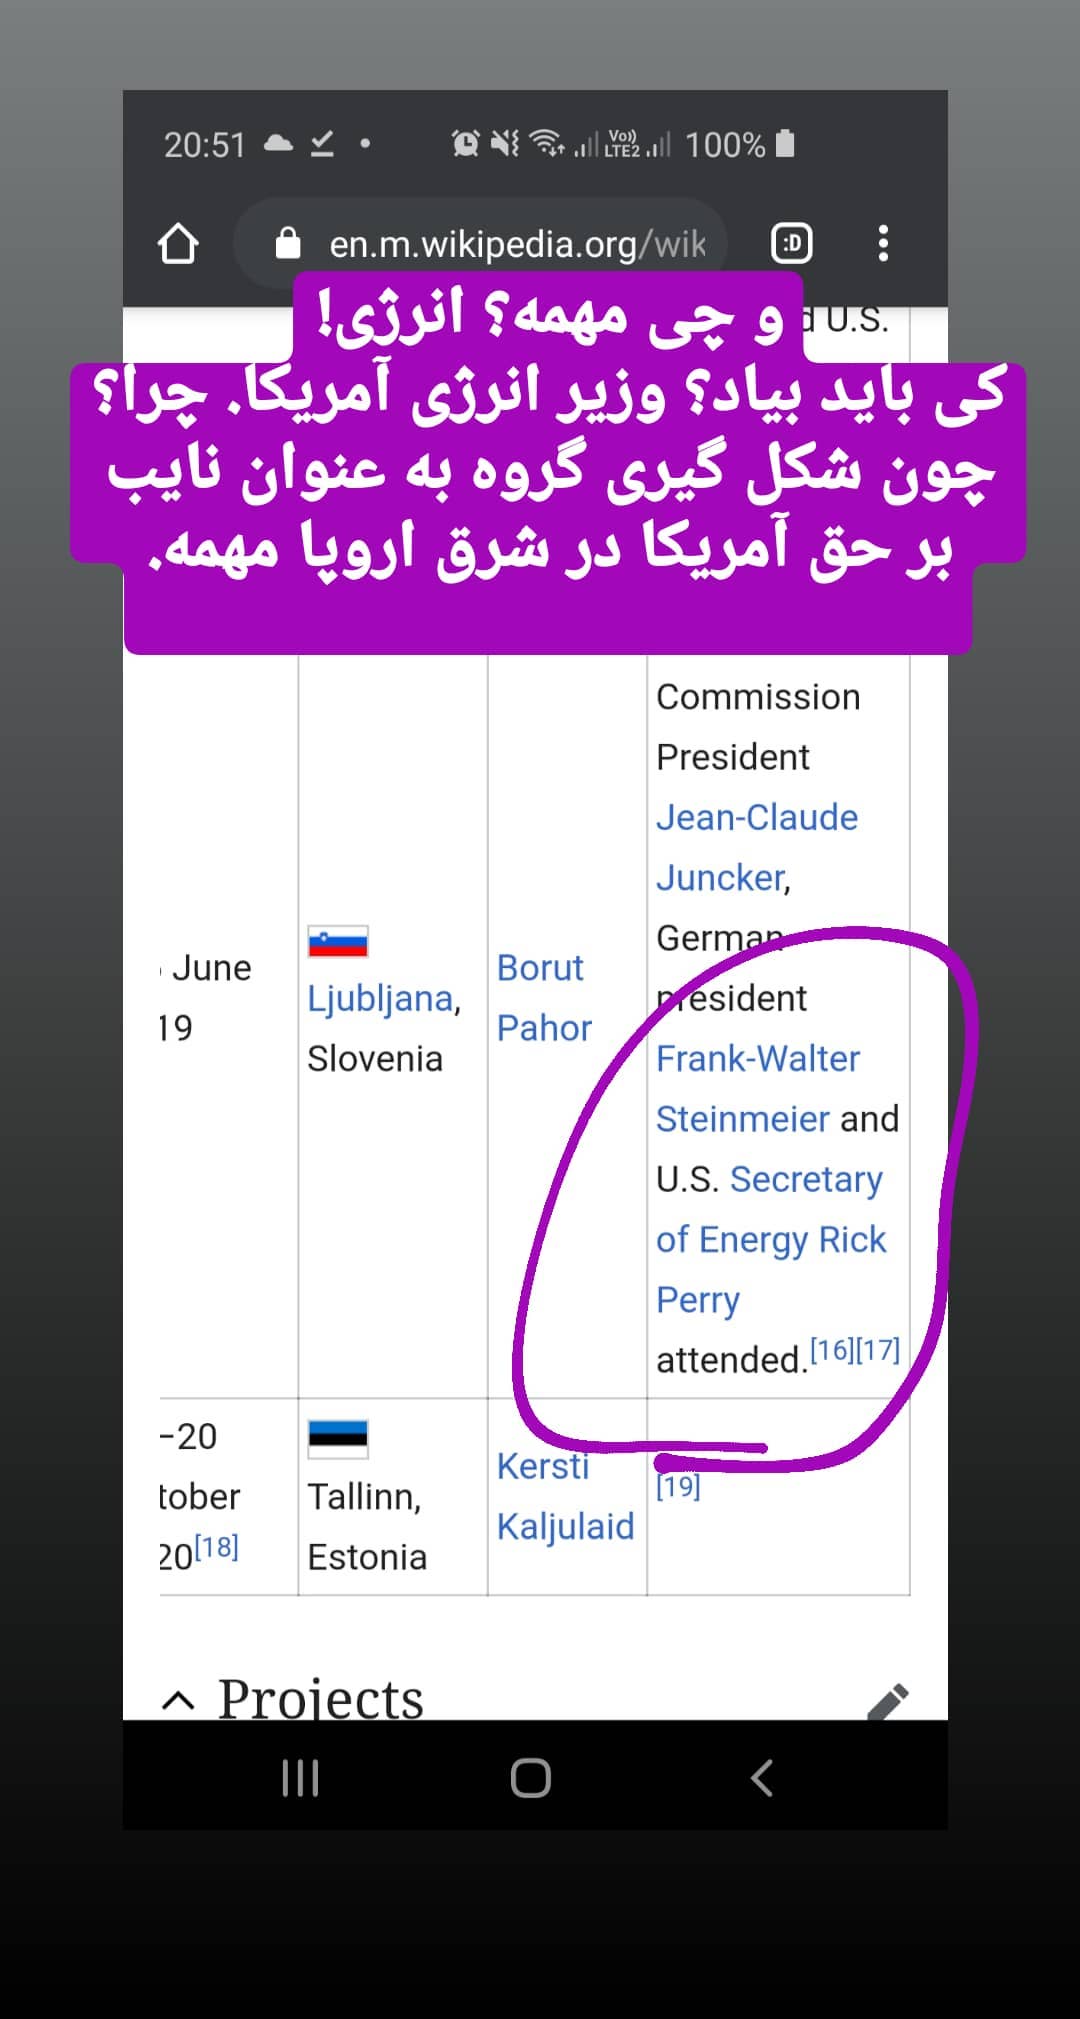 20:51
Vo)) LTE2
100%
en.m.wikipedia.org/wik
:D
d U.S.
و چی مهمه؟ انرژی!
کی باید بیاد؟ وزیر انرژی آمریکا. چرا؟
چون شکل گیری گروه به عنوان نایب
بر حق آمریکا در شرق اروپا مهمه.
June
19
Ljubljana,
Slovenia
Borut
Pahor
Commission
President
Jean-Claude
Juncker,
German
president
Frank-Walter
Steinmeier and
U.S. Secretary
of Energy Rick
Perry
attended.[16][17]
-20
tober
20[18]
Tallinn,
Estonia
Kersti
Kaljulaid
[19]
Projects